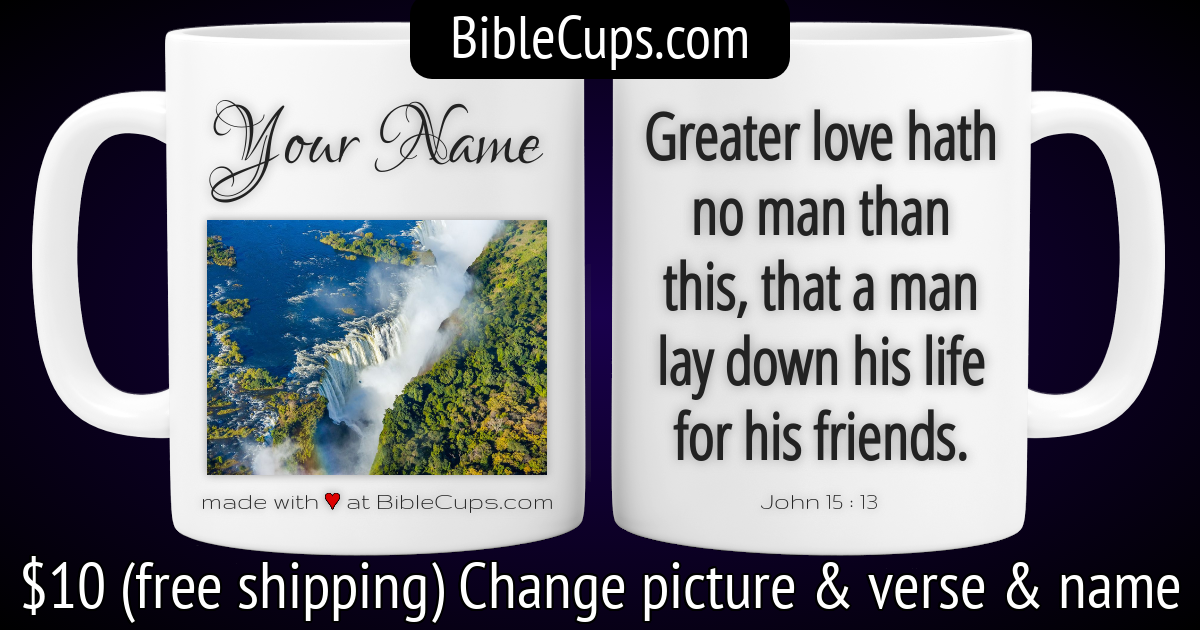 BibleCups.com
Your Name
made with ♥ at BibleCups.com
Greater love hath
no man than
this, that a man
lay down his life
for his friends.
John 15 : 13
$10 (free shipping) Change picture & verse & name